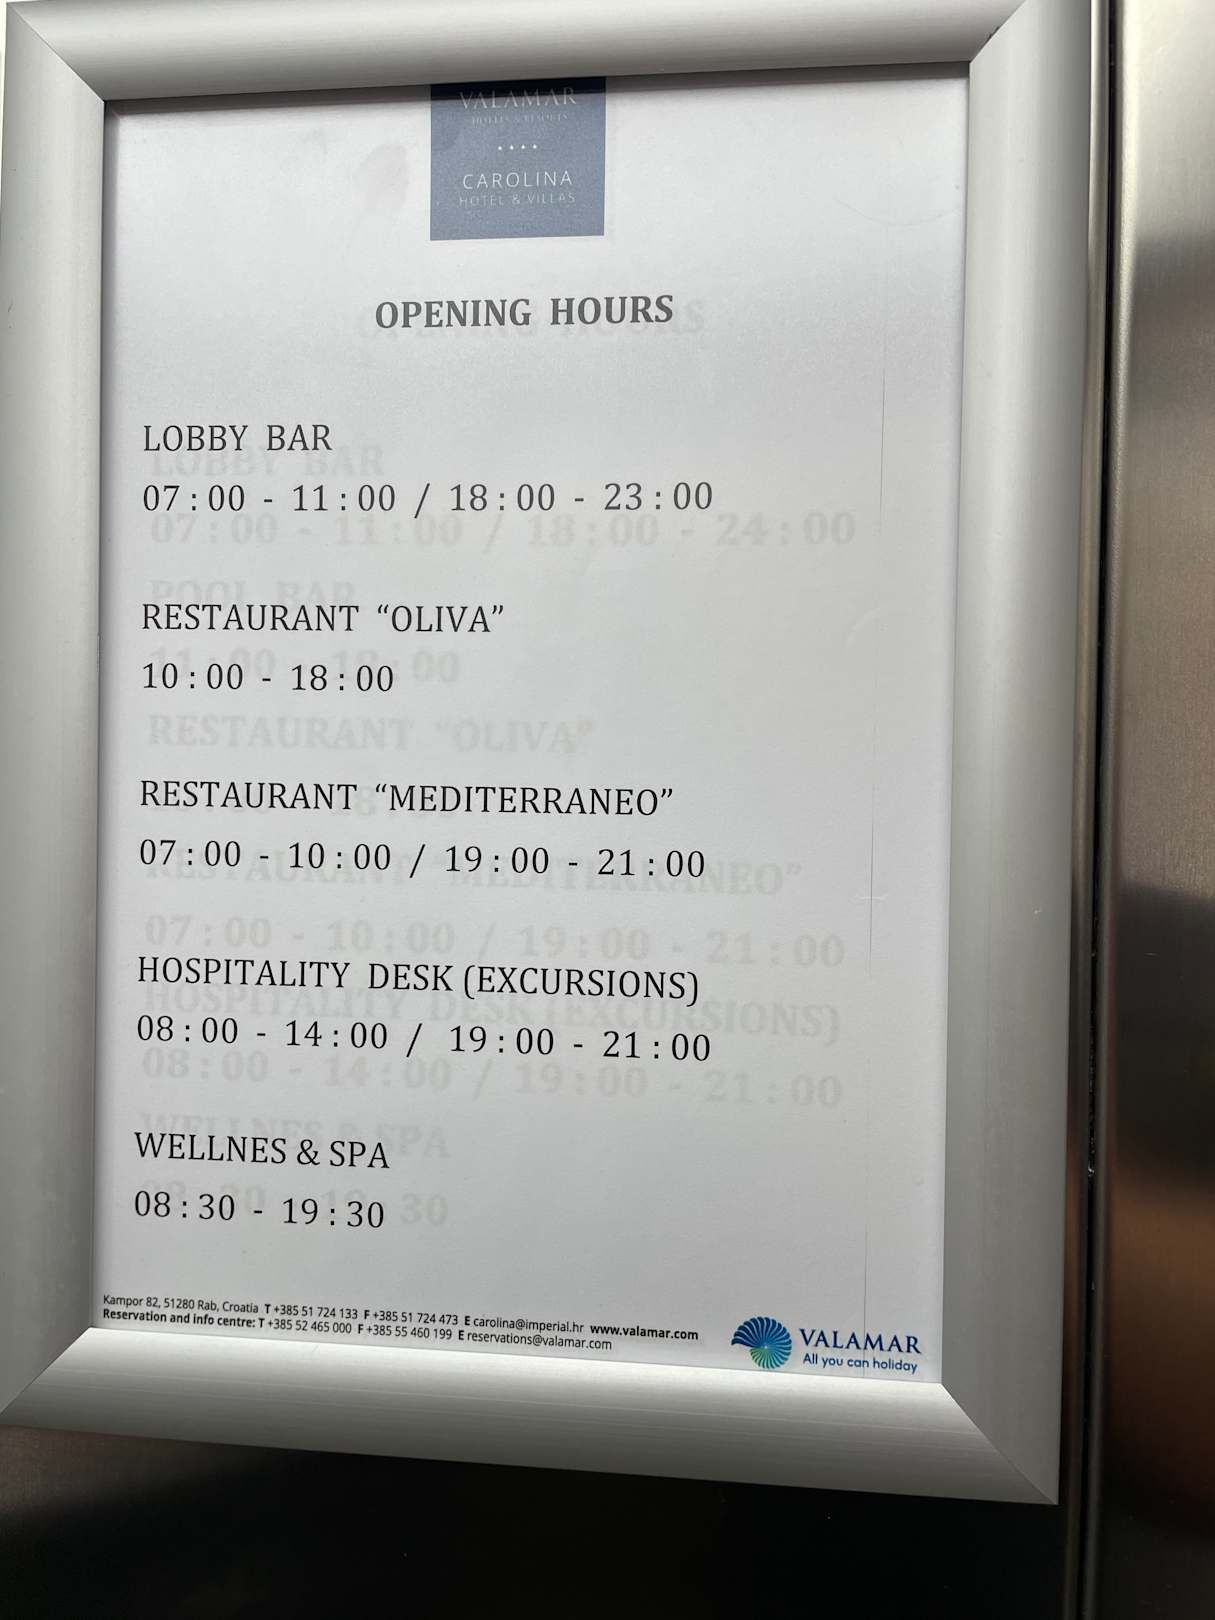 VALAMAR
HOTELS & RESORTS
CAROLINA
HOTEL & VILLAS
OPENING HOURS
LOBBY BAR
07:00 - 11:00 / 18:00 - 23:00
RESTAURANT “OLIVA”
10:00 - 18:00
RESTAURANT “MEDITERRANEO”
07:00 - 10:00 / 19:00 - 21:00
HOSPITALITY DESK (EXCURSIONS)
08:00 - 14:00 / 19:00 - 21:00
WELLNES & SPA
08:30 - 19:30
Kampor 82, 51280 Rab, Croatia T +385 51 724 133 F +385 51 724 473 E carolina@imperial.hr www.valamar.com
Reservation and info centre: T +385 52 465 000 F +385 55 460 199 E reservations@valamar.com
VALAMAR
All you can holiday